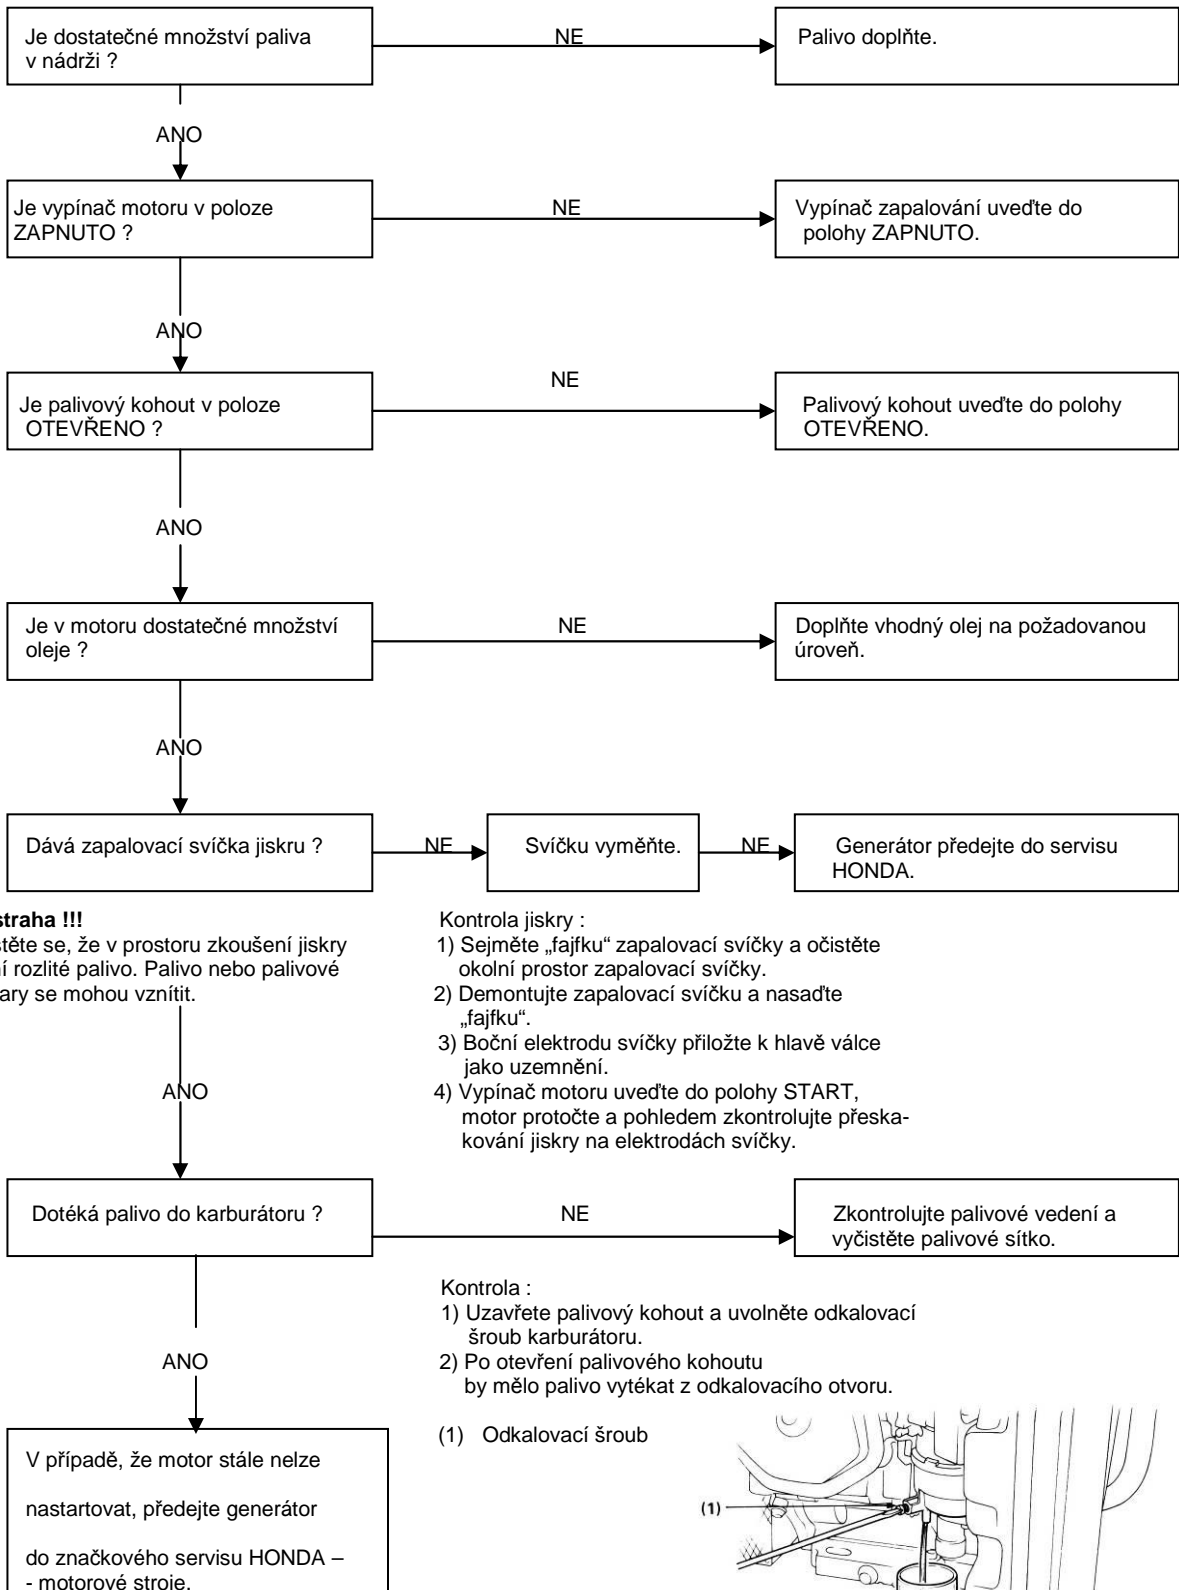 Je dostatečné množství paliva
v nádrži ?
NE
Palivo doplňte.
ANO
Je vypínač motoru v poloze
ZAPNUTO ?
NE
Vypínač zapalování uveďte do
polohy ZAPNUTO.
ANO
Je palivový kohout v poloze
OTEVŘENO ?
NE
Palivový kohout uveďte do polohy
OTEVŘENO.
ANO
Je v motoru dostatečné množství
oleje ?
NE
Doplňte vhodný olej na požadovanou
úroveň.
ANO
Dává zapalovací svíčka jiskru ?
NE
Svíčku vyměňte.
NE
Generátor předejte do servisu
HONDA.
straha !!!
těte se, že v prostoru zkoušení jiskry
ní rozlité palivo. Palivo nebo palivové
ary se mohou vznítit.
Kontrola jiskry :
1) Sejměte „fajfku“ zapalovací svíčky a očistěte
okolní prostor zapalovací svíčky.
2) Demontujte zapalovací svíčku a nasaďte
„fajfku“.
3) Boční elektrodu svíčky přiložte k hlavě válce
jako uzemnění.
4) Vypínač motoru uveďte do polohy START,
motor protočte a pohledem zkontrolujte přeska-
kování jiskry na elektrodách svíčky.
ANO
Dotéká palivo do karburátoru ?
NE
Zkontrolujte palivové vedení a
vyčistěte palivové sítko.
Kontrola :
1) Uzavřete palivový kohout a uvolněte odkalovací
šroub karburátoru.
2) Po otevření palivového kohoutu
by mělo palivo vytékat z odkalovacího otvoru.
ANO
(1) Odkalovací šroub
(1)
V případě, že motor stále nelze
nastartovat, předejte generátor
do značkového servisu HONDA –
- motorové stroje.